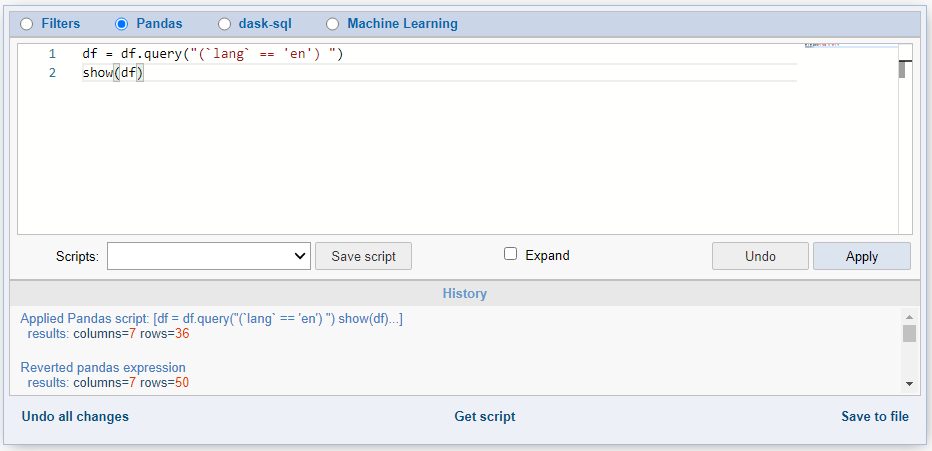 Filters Pandas dask-sql Machine Learning
1 df = df.query("(`lang` == 'en') ")
2 show(df)
Scripts: Save script Expand Undo Apply
History
Applied Pandas script: [df = df.query("(`lang` == 'en') ") show(df)...]
results: columns=7 rows=36
Reverted pandas expression
results: columns=7 rows=50
Undo all changes Get script Save to file